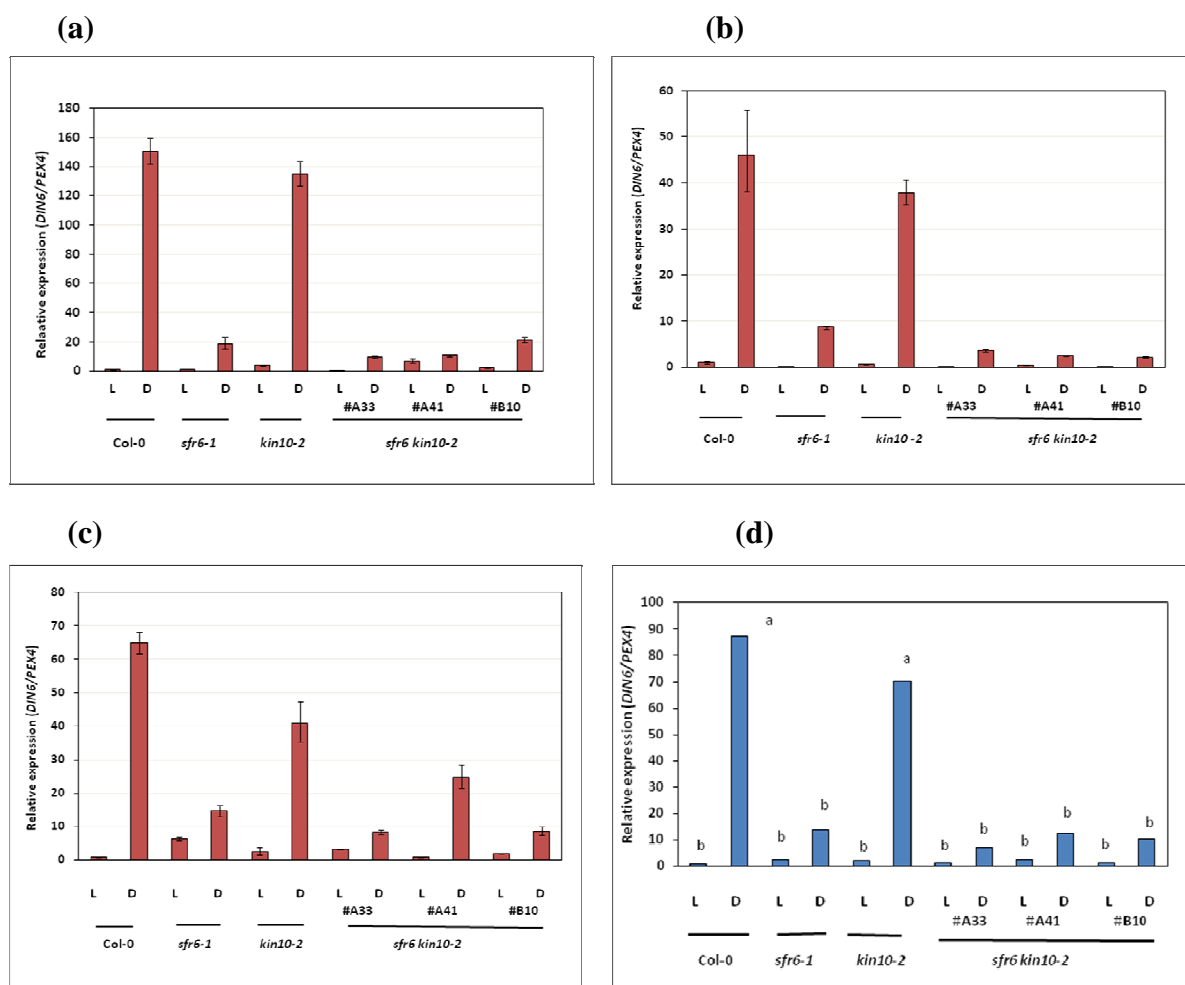 (a)
Relaative expression (DIN6/PEX4]
180
160
140
120
100
80
60
40
20
0
L D L D L D L D L D L D
#A33 #A41 #B10
Col-0 sfr6-1 kin10-2 sfr6 kin10-2
(b)
Relative expression [DIN6/PEX4]
60
50
40
30
20
10
0
L D L D L D L D L D L D
#A33 #A41 #B10
Col-0 sfr6-1 kin10 -2 sfr6 kin10-2
(c)
Relative expression [DIN6/PEX4]
80
70
60
50
40
30
20
10
0
L D L D L D L D L D L D
#A33 #A41 #B10
Col-0 sfr6-1 kin10-2 sfr6 kin10-2
(d)
Relative expression (DIN6/PEX4]
100
90
80
70
60
50
40
30
20
10
0
b a b b b a b b b b b b
L D L D L D L D L D L D
#A33 #A41 #B10
Col-0 sfr6-1 kin10-2 sfr6 kin10-2